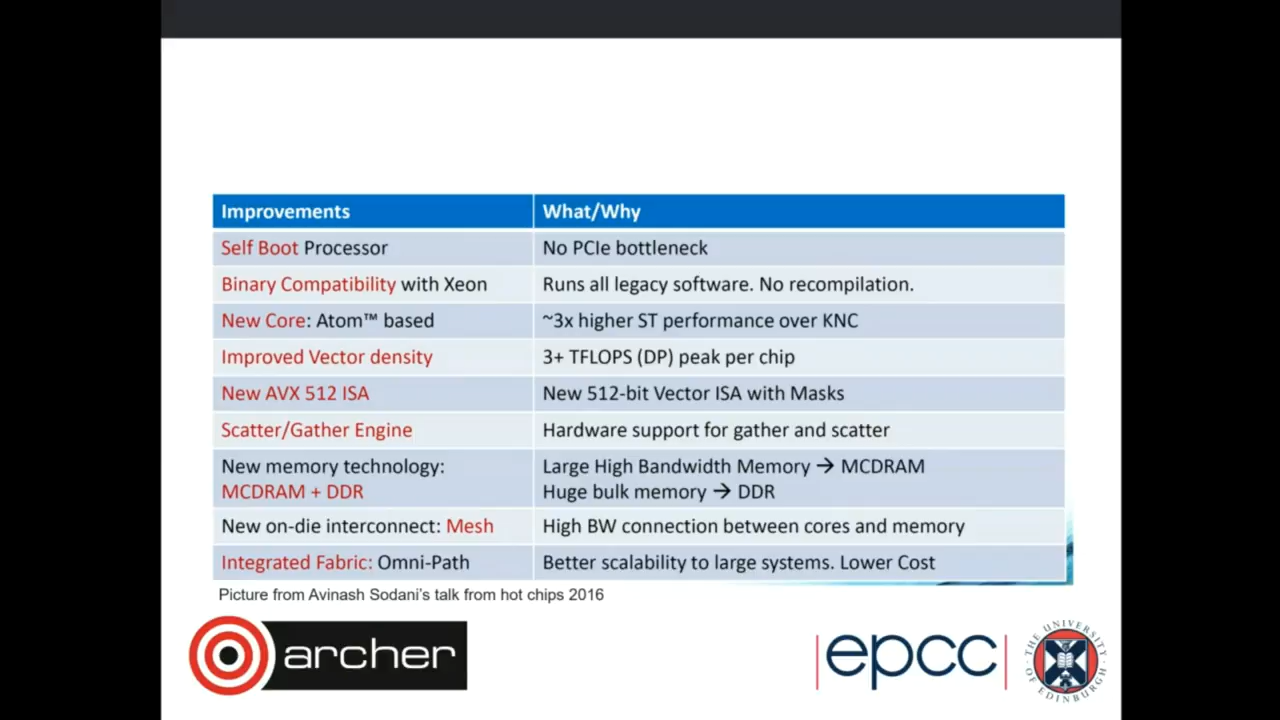 Improvements What/Why
Self Boot Processor No PCIe bottleneck
Binary Compatibility with Xeon Runs all legacy software. No recompilation.
New Core: Atom™ based ~3x higher ST performance over KNC
Improved Vector density 3+ TFLOPS (DP) peak per chip
New AVX 512 ISA New 512-bit Vector ISA with Masks
Scatter/Gather Engine Hardware support for gather and scatter
New memory technology: Large High Bandwidth Memory → MCDRAM
MCDRAM + DDR Huge bulk memory → DDR
New on-die interconnect: Mesh High BW connection between cores and memory
Integrated Fabric: Omni-Path Better scalability to large systems. Lower Cost
Picture from Avinash Sodani's talk from hot chips 2016
archer
epcc
THE UNIVERSITY OF EDINBURGH